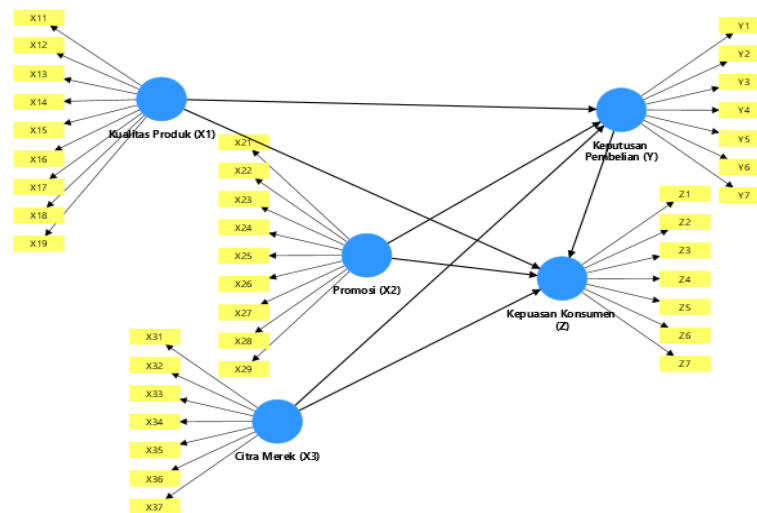 X11
X12
X13
X14
X15
X16
X17
X18
X19
Kualitas Produk (X1)
X21
X22
X23
X24
X25
X26
X27
X28
X29
Promosi (X2)
X31
X32
X33
X34
X35
X36
X37
Citra Merek (X3)
Y1
Y2
Y3
Y4
Y5
Y6
Y7
Keputusan
Pembelian (Y)
Z1
Z2
Z3
Z4
Z5
Z6
Z7
Kepuasan Konsumen
(Z)